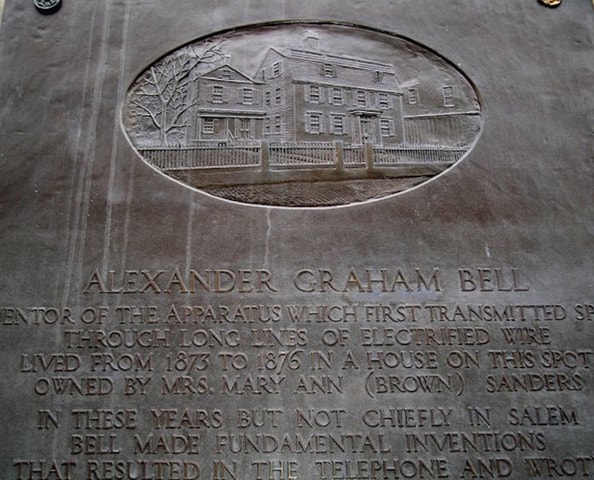 ALEXANDER GRAHAM BELL
VENTOR OF THE APPARATUS WHICH FIRST TRANSMITTED SP
THROUGH LONG LINES OF ELECTRIFIED WIRE
LIVED FROM 1873 TO 1876 IN A HOUSE ON THIS SPOT
OWNED BY MRS. MARY ANN (BROWN) SANDERS
IN THESE YEARS BUT NOT CHIEFLY IN SALEM
BELL MADE FUNDAMENTAL INVENTIONS
THAT RESULTED IN THE TELEPHONE AND WROT